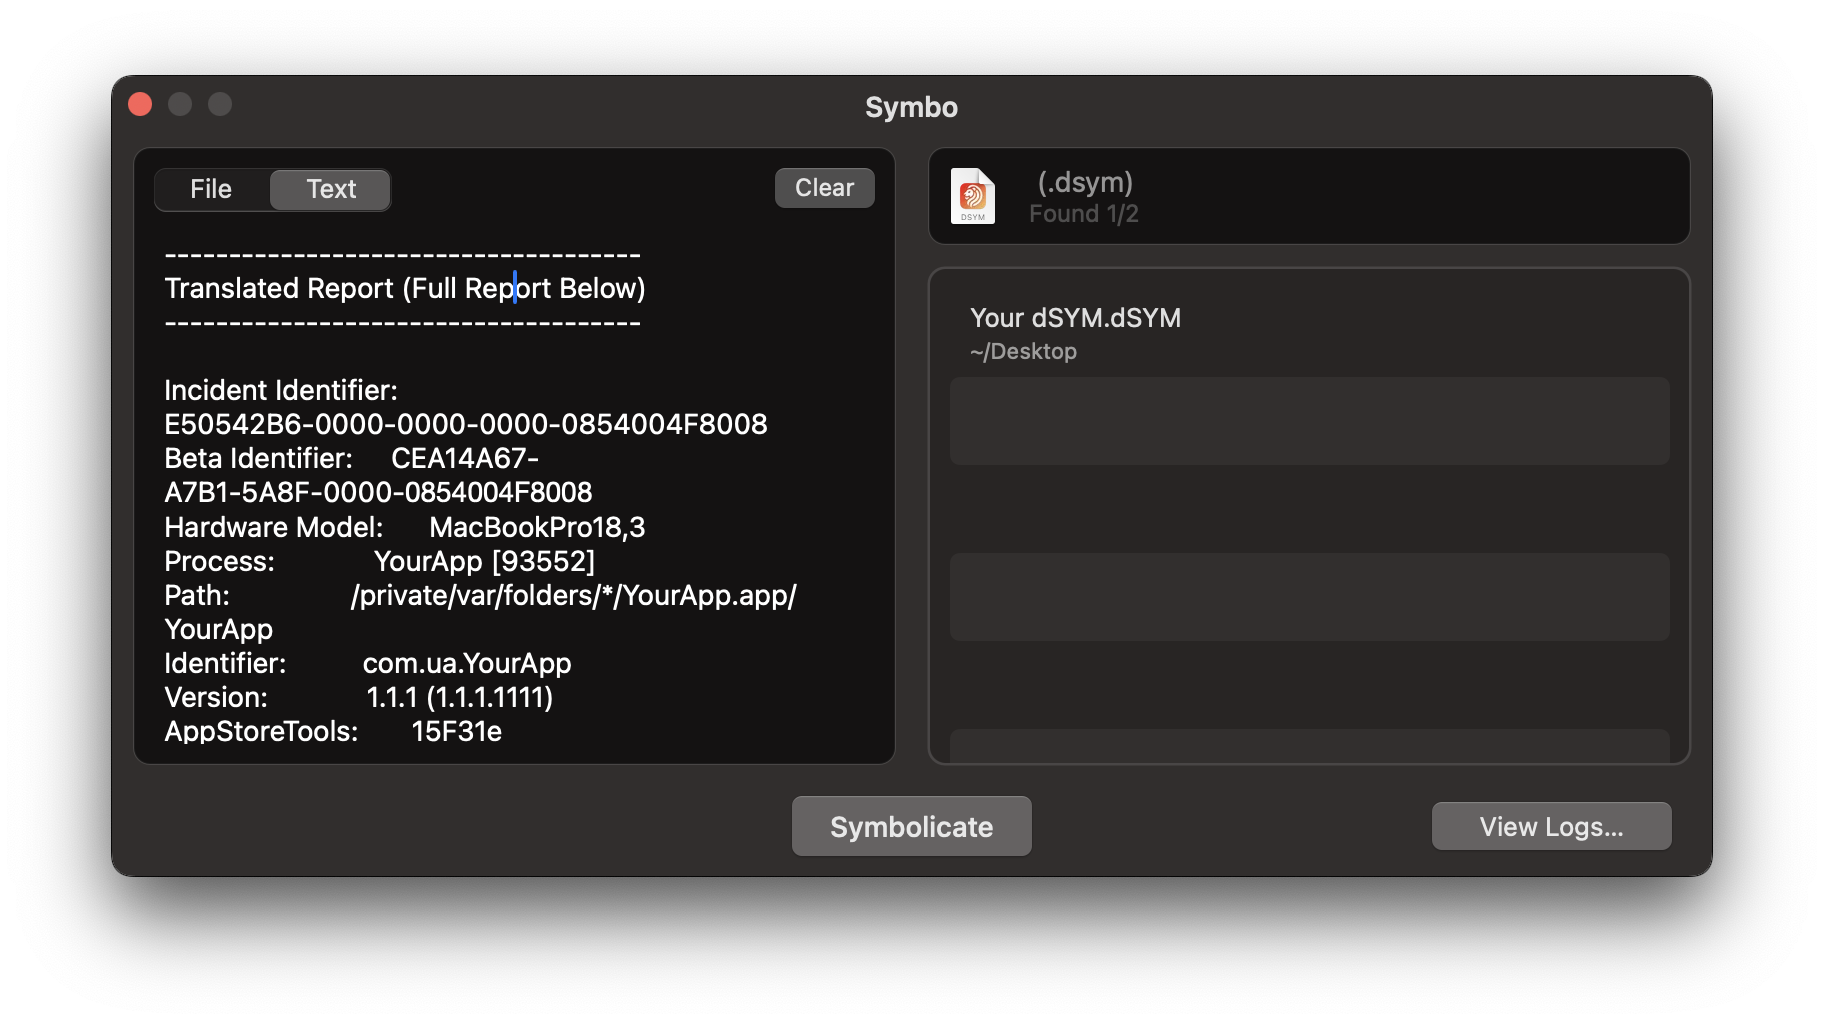 Symbo
File
Text
Clear
-------------------------------------
Translated Report (Full Report Below)
-------------------------------------
Incident Identifier:
E50542B6-0000-0000-0000-0854004F8008
Beta Identifier: CEA14A67-
A7B1-5A8F-0000-0854004F8008
Hardware Model: MacBookPro18,3
Process: YourApp [93552]
Path: /private/var/folders/*/YourApp.app/
YourApp
Identifier: com.ua.YourApp
Version: 1.1.1 (1.1.1.1111)
AppStoreTools: 15F31e
DSYM
(.dsym)
Found 1/2
Your dSYM.dSYM
~/Desktop
Symbolicate
View Logs...